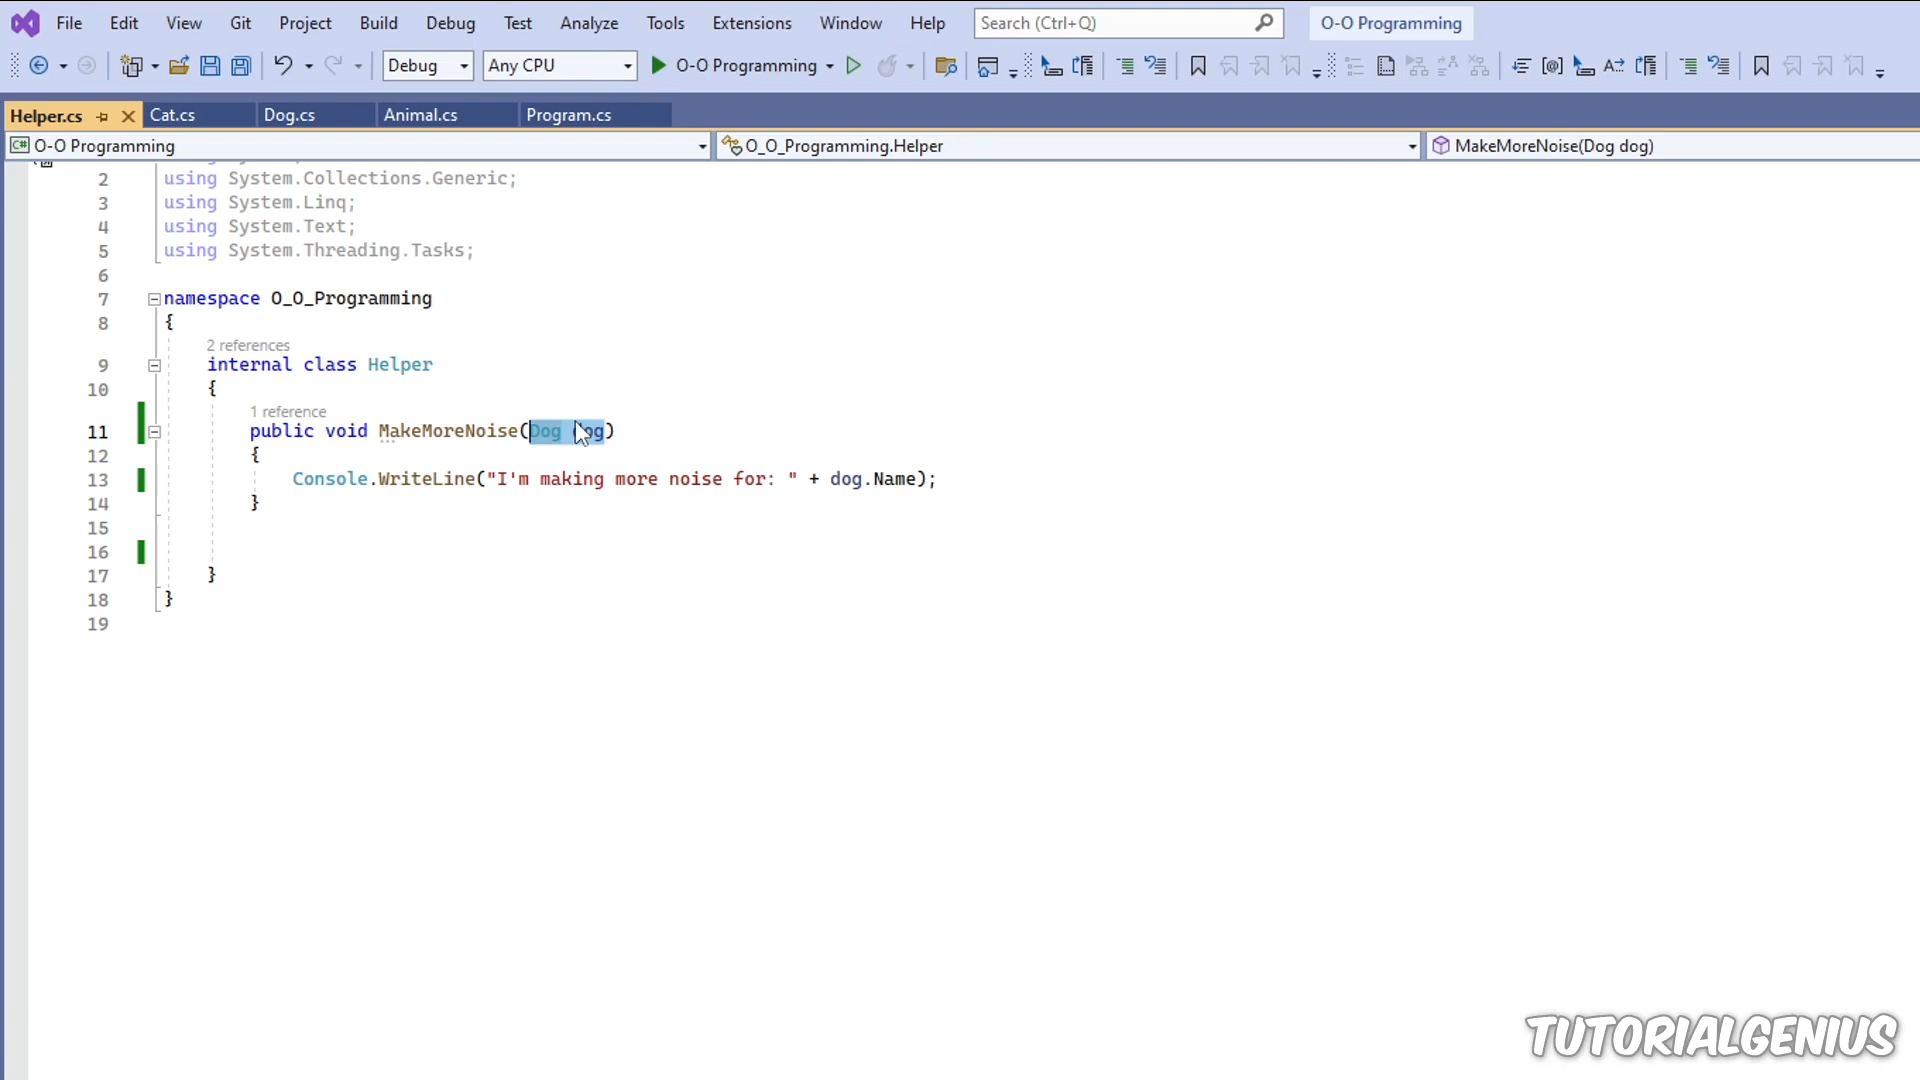 File Edit View Git Project Build Debug Test Analyze Tools Extensions Window Help Search (Ctrl+Q) O-O Programming
Debug Any CPU O-O Programming
Helper.cs Cat.cs Dog.cs Animal.cs Program.cs
C# O-O Programming O_O_Programming.Helper MakeMoreNoise(Dog dog)
2 using System.Collections.Generic;
3 using System.Linq;
4 using System.Text;
5 using System.Threading.Tasks;
6
7 namespace O_O_Programming
8 {
2 references
9 internal class Helper
10 {
1 reference
11 public void MakeMoreNoise(Dog dog)
12 {
13 Console.WriteLine("I'm making more noise for: " + dog.Name);
14 }
15
16
17 }
18 }
19
TUTORIALGENIUS